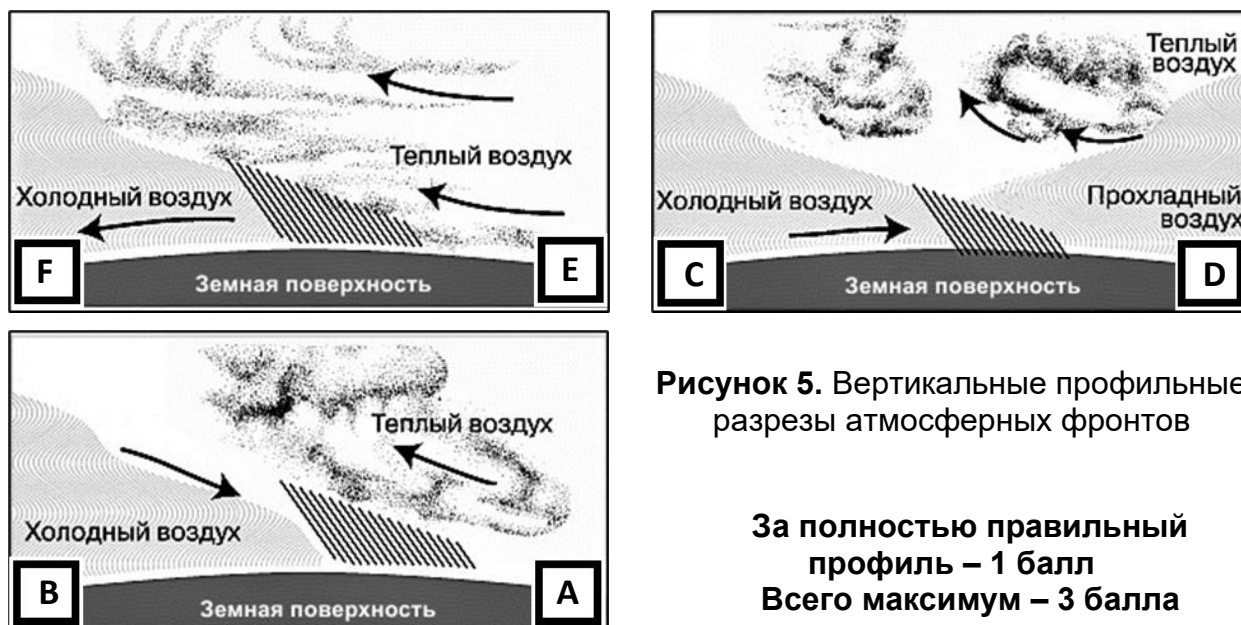 Теплый воздух
Холодный воздух
F
E
Земная поверхность
Теплый
воздух
Холодный воздух
Прохладный
воздух
C
D
Земная поверхность
Теплый воздух
Холодный воздух
B
A
Земная поверхность
Рисунок 5. Вертикальные профильные
разрезы атмосферных фронтов
За полностью правильный
профиль – 1 балл
Всего максимум – 3 балла